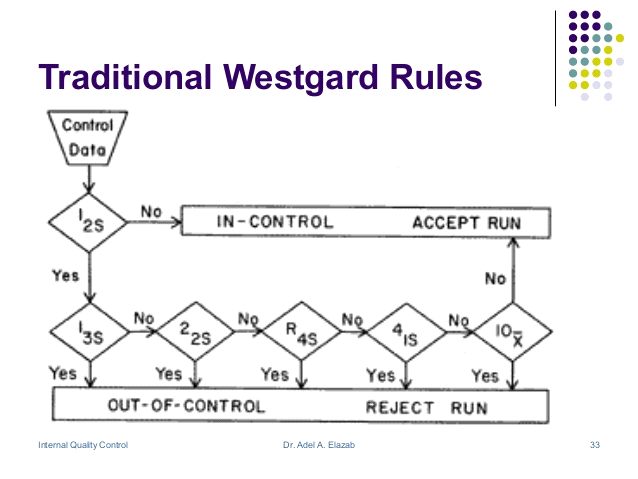 Traditional Westgard Rules
Control
Data
1 2S
No
IN-CONTROL ACCEPT RUN
Yes
No
1 3S
No
2 2S
No
R 4S
No
4 1S
No
10 x̄
Yes
Yes
Yes
Yes
Yes
OUT-OF-CONTROL REJECT RUN
Internal Quality Control
Dr. Adel A. Elazab
33